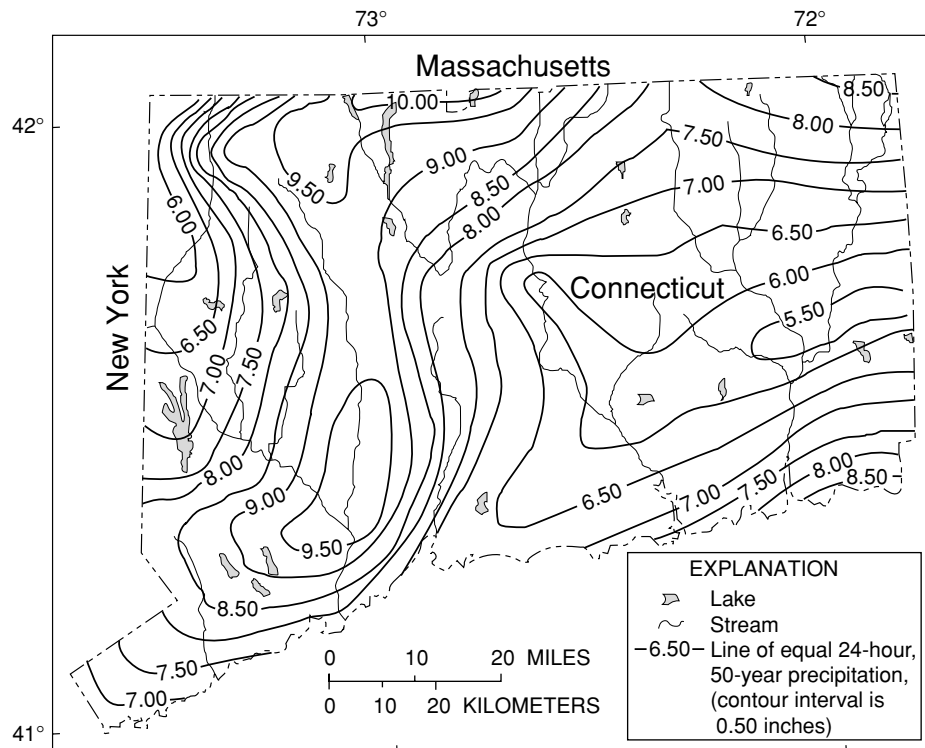 73°
72°
Massachusetts
42°
10.00
8.50
8.00
7.50
9.00
9.50
8.50
7.00
6.00
8.00
6.50
Connecticut
6.00
New York
5.50
6.50
7.00
7.50
8.00
9.00
6.50
7.00
7.50
8.00
8.50
9.50
8.50
7.50
7.00
EXPLANATION
Lake
Stream
6.50 Line of equal 24-hour,
50-year precipitation,
(contour interval is
0.50 inches)
0 10 20 MILES
0 10 20 KILOMETERS
41°